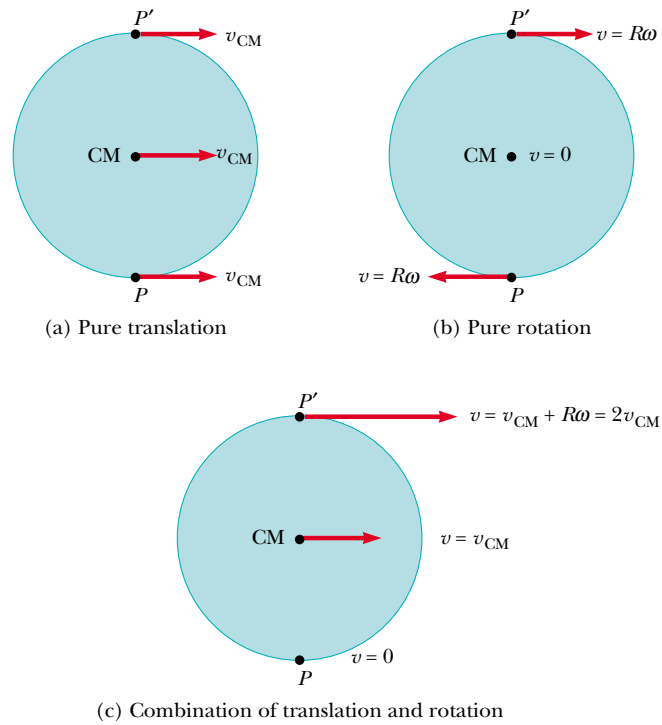 P′
v_CM
CM
v_CM
P
v_CM
(a) Pure translation
P′
v = Rω
CM
v = 0
v = Rω
P
(b) Pure rotation
P′
v = v_CM + Rω = 2v_CM
CM
v = v_CM
P
v = 0
(c) Combination of translation and rotation